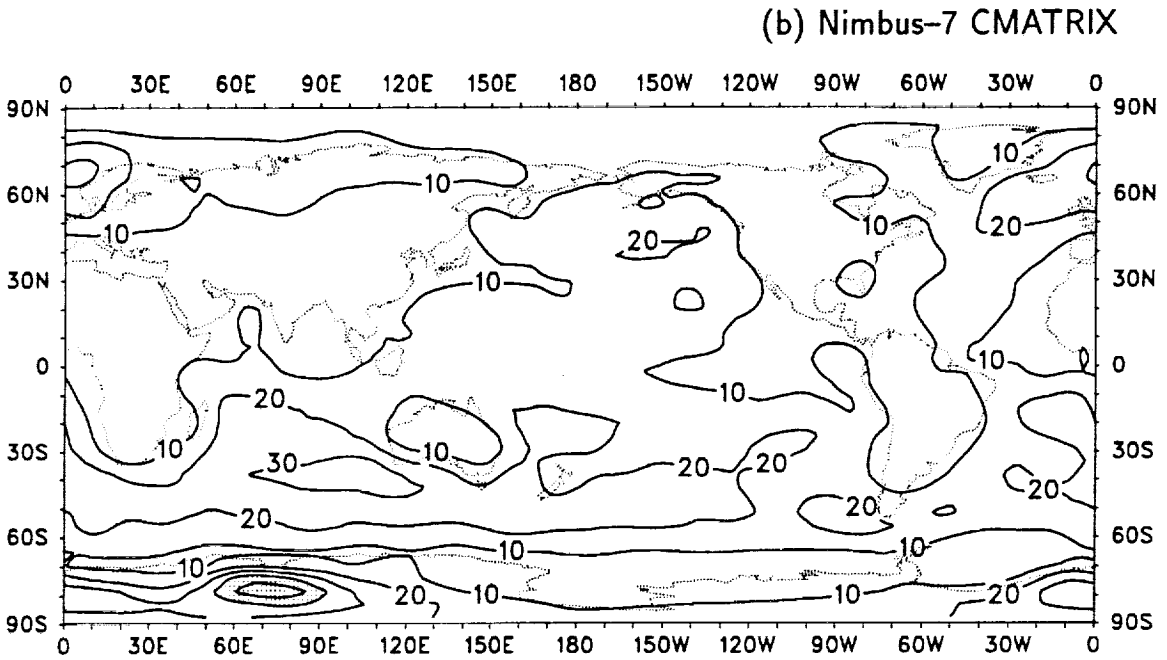 (b) Nimbus–7 CMATRIX
0 30E 60E 90E 120E 150E 180 150W 120W 90W 60W 30W 0
90N 90N
10
60N 10 60N
20
10 10 20
20
30N 10 30N
0 10 10 0
20
30S 10 10 20 20 30S
30 20
20 20
60S 10 10 60S
10
20 10 10 20
90S 90S
0 30E 60E 90E 120E 150E 180 150W 120W 90W 60W 30W 0